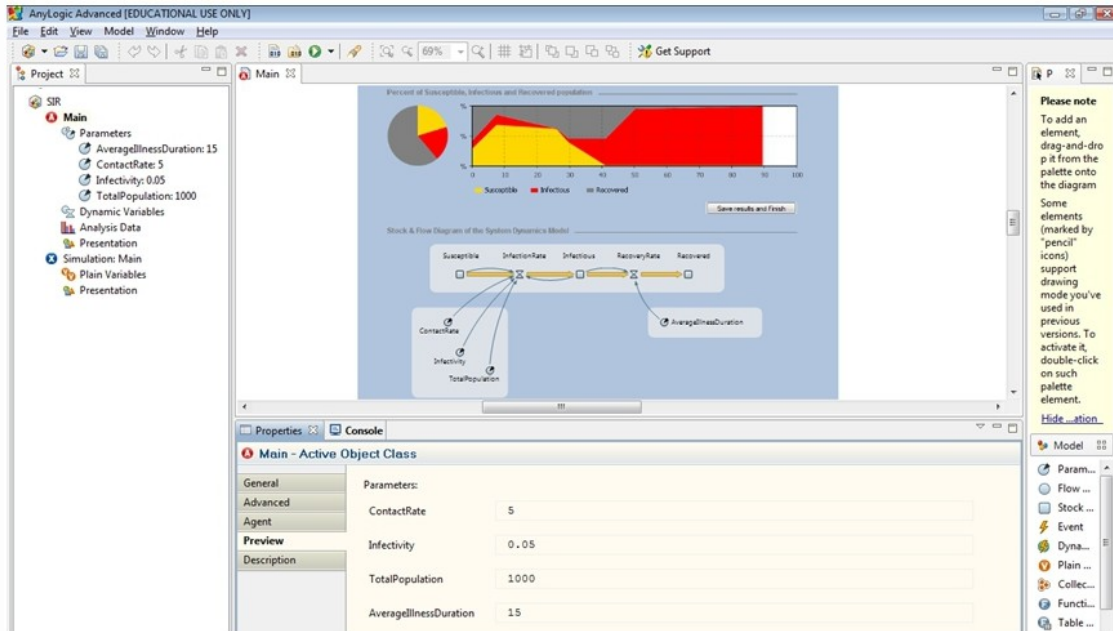 AnyLogic Advanced [EDUCATIONAL USE ONLY]
File Edit View Model Window Help
69%
Get Support
Project
SIR
Main
Parameters
AverageIllnessDuration: 15
ContactRate: 5
Infectivity: 0.05
TotalPopulation: 1000
Dynamic Variables
Analysis Data
Presentation
Simulation: Main
Plain Variables
Presentation
Main
Percent of Susceptible, Infectious and Recovered population
%
%
%
0 10 20 30 40 50 60 70 80 90 100
Susceptible Infectious Recovered
Save results and Finish
Stock & Flow Diagram of the System Dynamics Model
Susceptible InfectionRate Infectious RecoveryRate Recovered
ContactRate
AverageIllnessDuration
Infectivity
TotalPopulation
Properties Console
Main - Active Object Class
General
Advanced
Agent
Preview
Description
Parameters:
ContactRate 5
Infectivity 0.05
TotalPopulation 1000
AverageIllnessDuration 15
P
Please note
To add an
element,
drag-and-dro
p it from the
palette onto
the diagram
Some
elements
(marked by
"pencil"
icons)
support
drawing
mode you've
used in
previous
versions. To
activate it,
double-click
on such
palette
element.
Hide ...ation
Model
Param...
Flow ...
Stock ...
Event
Dyna...
Plain ...
Collec...
Functi...
Table ...